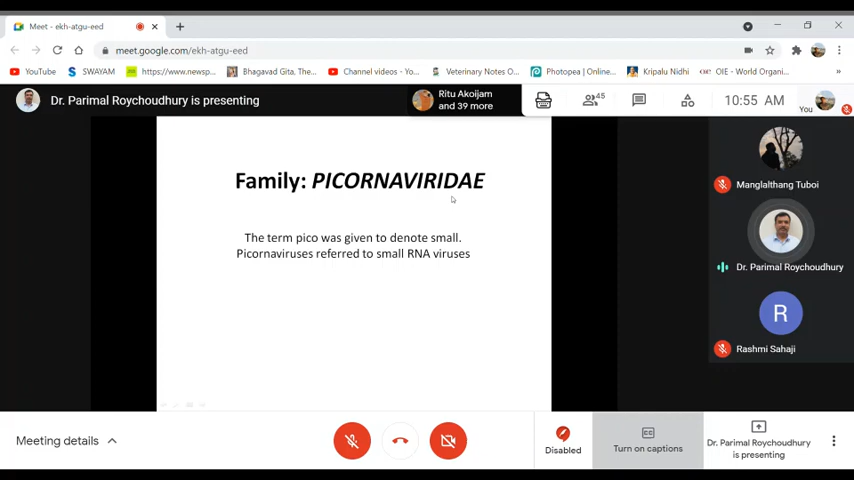 Meet - ekh-atgu-eed
meet.google.com/ekh-atgu-eed
YouTube
SWAYAM
https://www.newsp...
Bhagavad Gita, The...
Channel videos - Yo...
Veterinary Notes O...
Photopea | Online...
Kripalu Nidhi
OIE - World Organi...
Dr. Parimal Roychoudhury is presenting
Ritu Akoijam
and 39 more
45
10:55 AM
You
Family: PICORNAVIRIDAE
The term pico was given to denote small.
Picornaviruses referred to small RNA viruses
Manglalthang Tuboi
Dr. Parimal Roychoudhury
R
Rashmi Sahaji
Meeting details
Disabled
CC
Turn on captions
Dr. Parimal Roychoudhury
is presenting